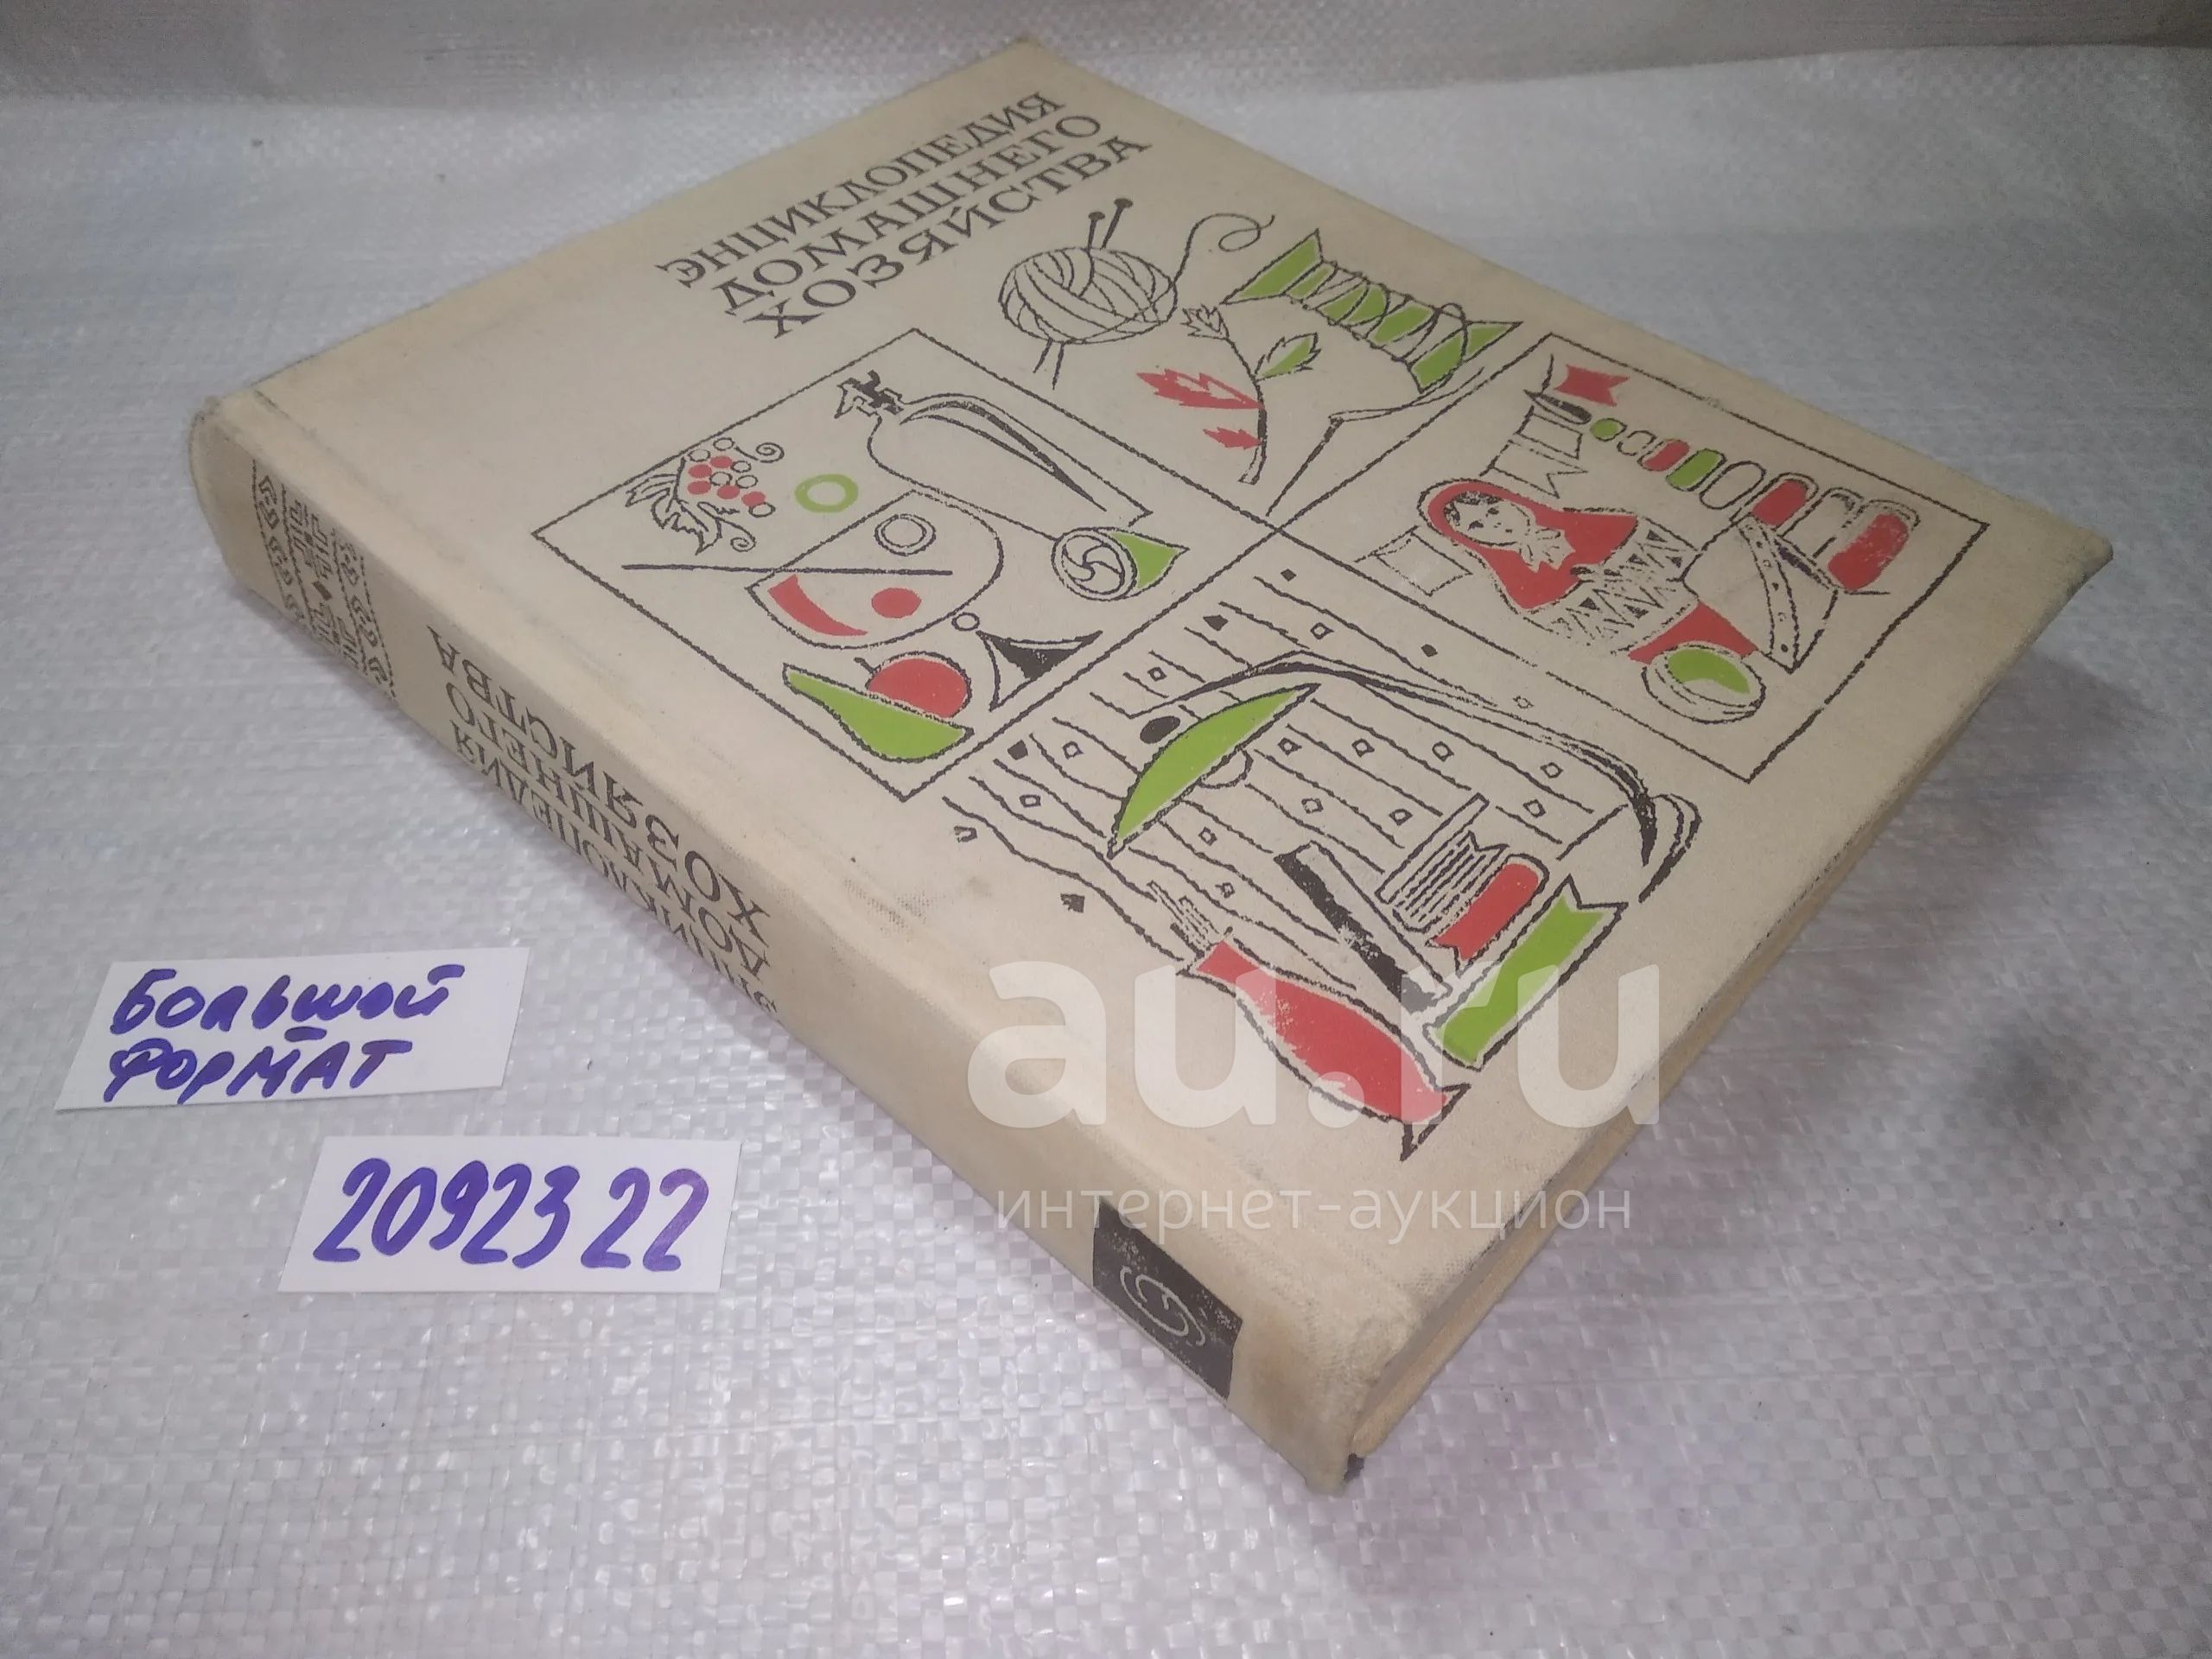 ЭНЦИКЛОПЕДИЯ
ДОМАШНЕГО
ХОЗЯЙСТВА
ЭНЦИКЛОПЕДИЯ
ДОМАШНЕГО
ХОЗЯЙСТВА
БОЛЬШОЙ
ФОРМАТ
2092322
au.ru
интернет-аукцион